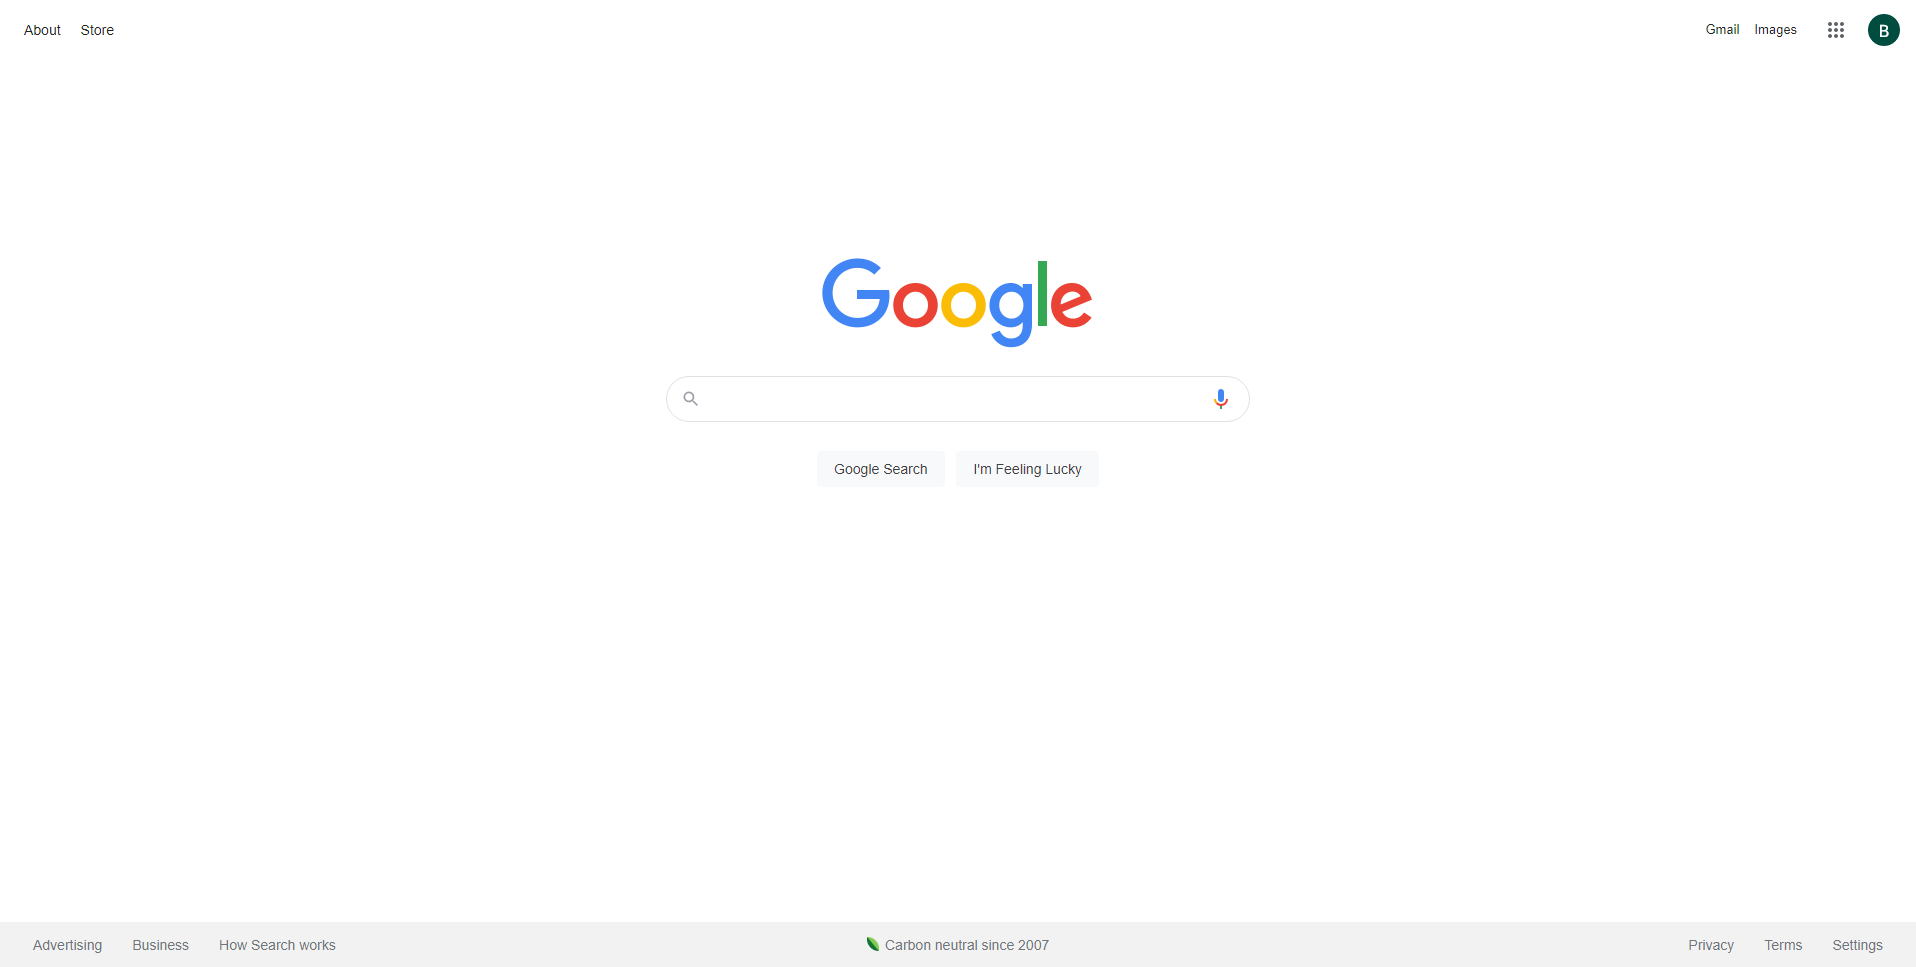 About Store Gmail Images B
Google
Google Search I'm Feeling Lucky
Advertising Business How Search works Carbon neutral since 2007 Privacy Terms Settings